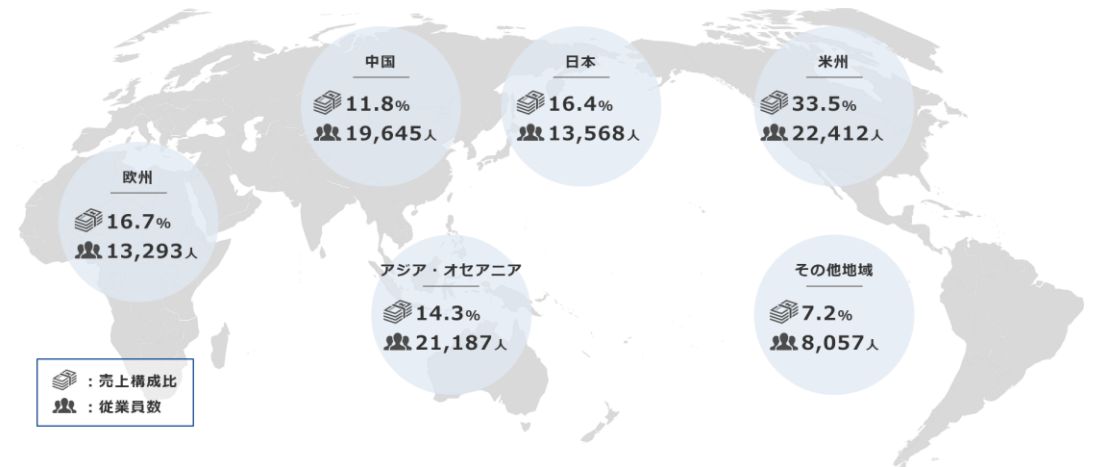 中国
11.8%
19,645人
日本
16.4%
13,568人
米州
33.5%
22,412人
欧州
16.7%
13,293人
アジア・オセアニア
14.3%
21,187人
その他地域
7.2%
8,057人
：売上構成比
：従業員数